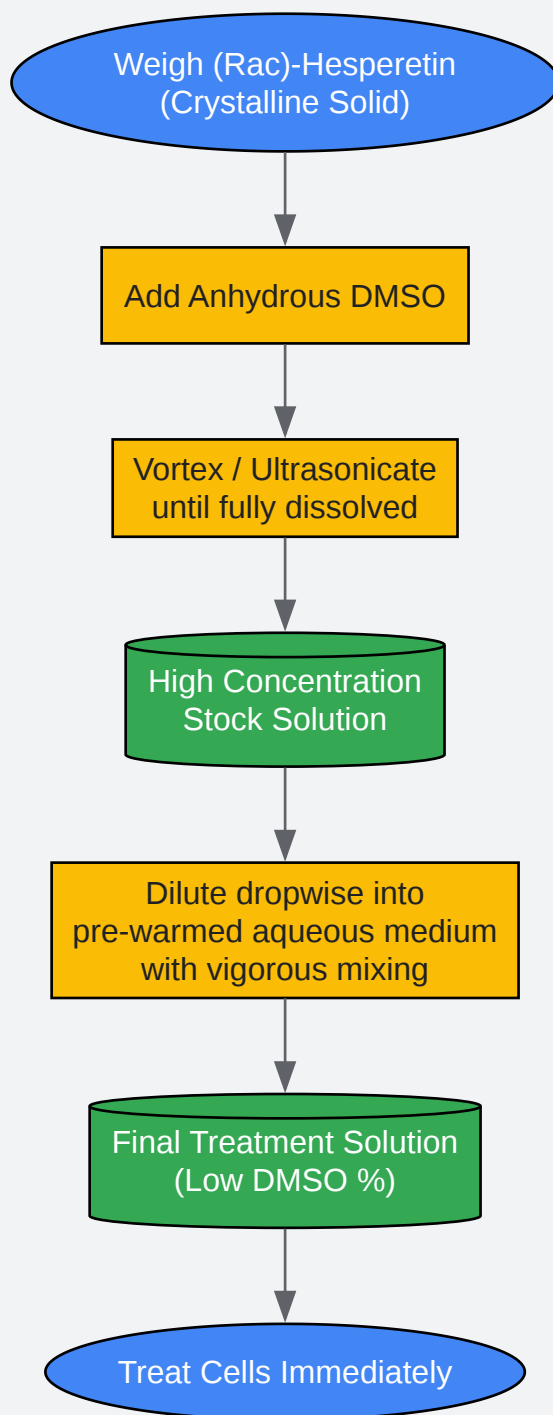 Weigh (Rac)-Hesperetin
(Crystalline Solid)
Add Anhydrous DMSO
Vortex / Ultrasonicate
until fully dissolved
High Concentration
Stock Solution
Dilute dropwise into
pre-warmed aqueous medium
with vigorous mixing
Final Treatment Solution
(Low DMSO %)
Treat Cells Immediately